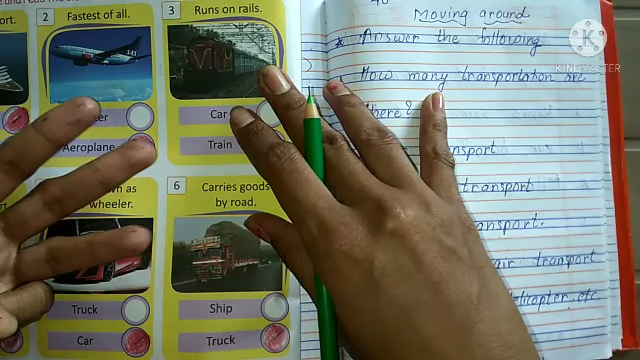 Moving around
* Answer the following
How many transportation are
there?
transport
transport.
air transport
Helicopter, etc.
2
Fastest of all.
Aeroplane
3
Runs on rails.
Car
Train
wheeler.
Truck
Car
6
Carries goods
by road.
Ship
Truck
KINEMASTER